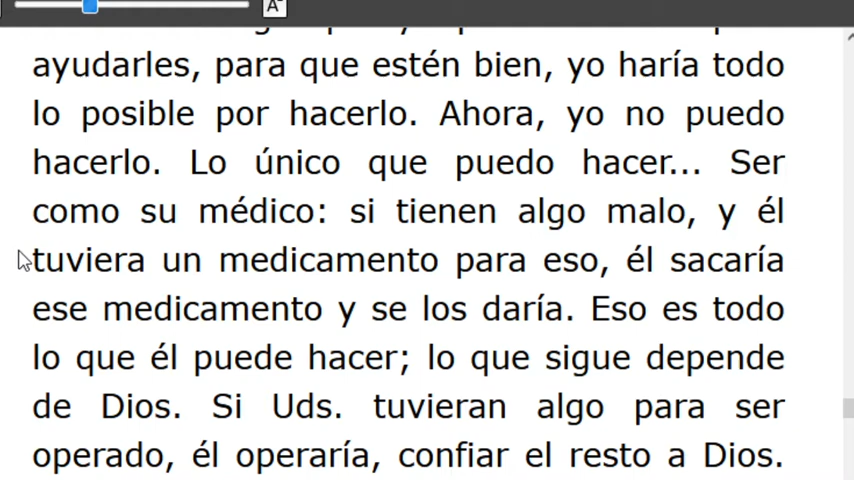 A
ayudarles, para que estén bien, yo haría todo
lo posible por hacerlo. Ahora, yo no puedo
hacerlo. Lo único que puedo hacer... Ser
como su médico: si tienen algo malo, y él
tuviera un medicamento para eso, él sacaría
ese medicamento y se los daría. Eso es todo
lo que él puede hacer; lo que sigue depende
de Dios. Si Uds. tuvieran algo para ser
operado, él operaría, confiar el resto a Dios.